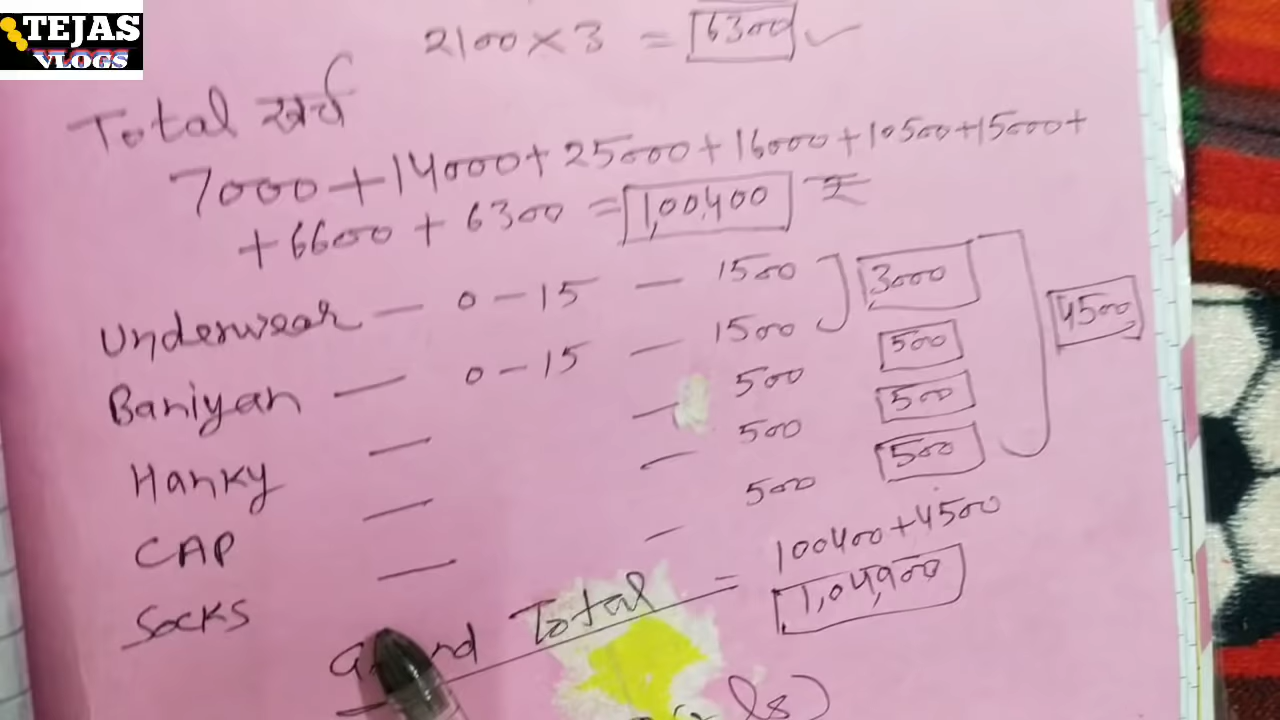 TEJAS
VLOGS
2100 × 3 = 6300 ✓
Total खर्च
7000 + 14000 + 25000 + 16000 + 10500 + 15000 +
+ 6600 + 6300 = 1,00,400 ₹
Underwear — 0 - 15 — 1500 3000
Baniyan — 0 - 15 — 1500
Hanky — — 500 500
CAP — — 500 500
Socks — — 500 500
4500
Grand Total = 100400 + 4500
1,04,900